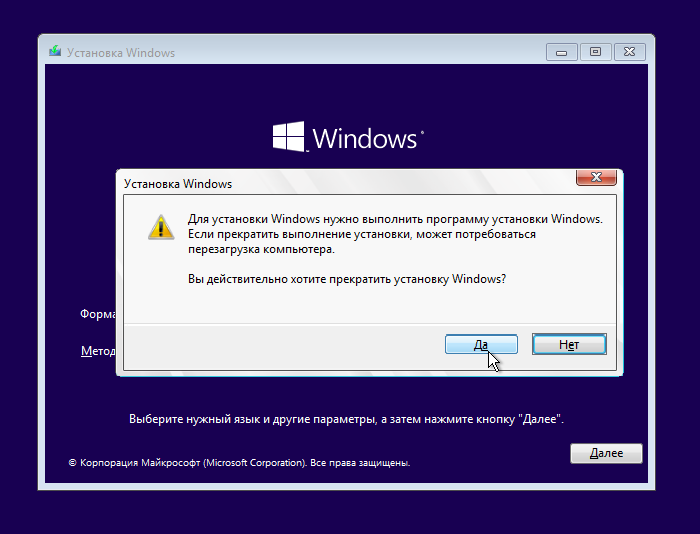 Установка Windows
Windows
Установка Windows
Для установки Windows нужно выполнить программу установки Windows.
Если прекратить выполнение установки, может потребоваться
перезагрузка компьютера.
Вы действительно хотите прекратить установку Windows?
Да
Нет
Выберите нужный язык и другие параметры, а затем нажмите кнопку "Далее".
Далее
© Корпорация Майкрософт (Microsoft Corporation). Все права защищены.